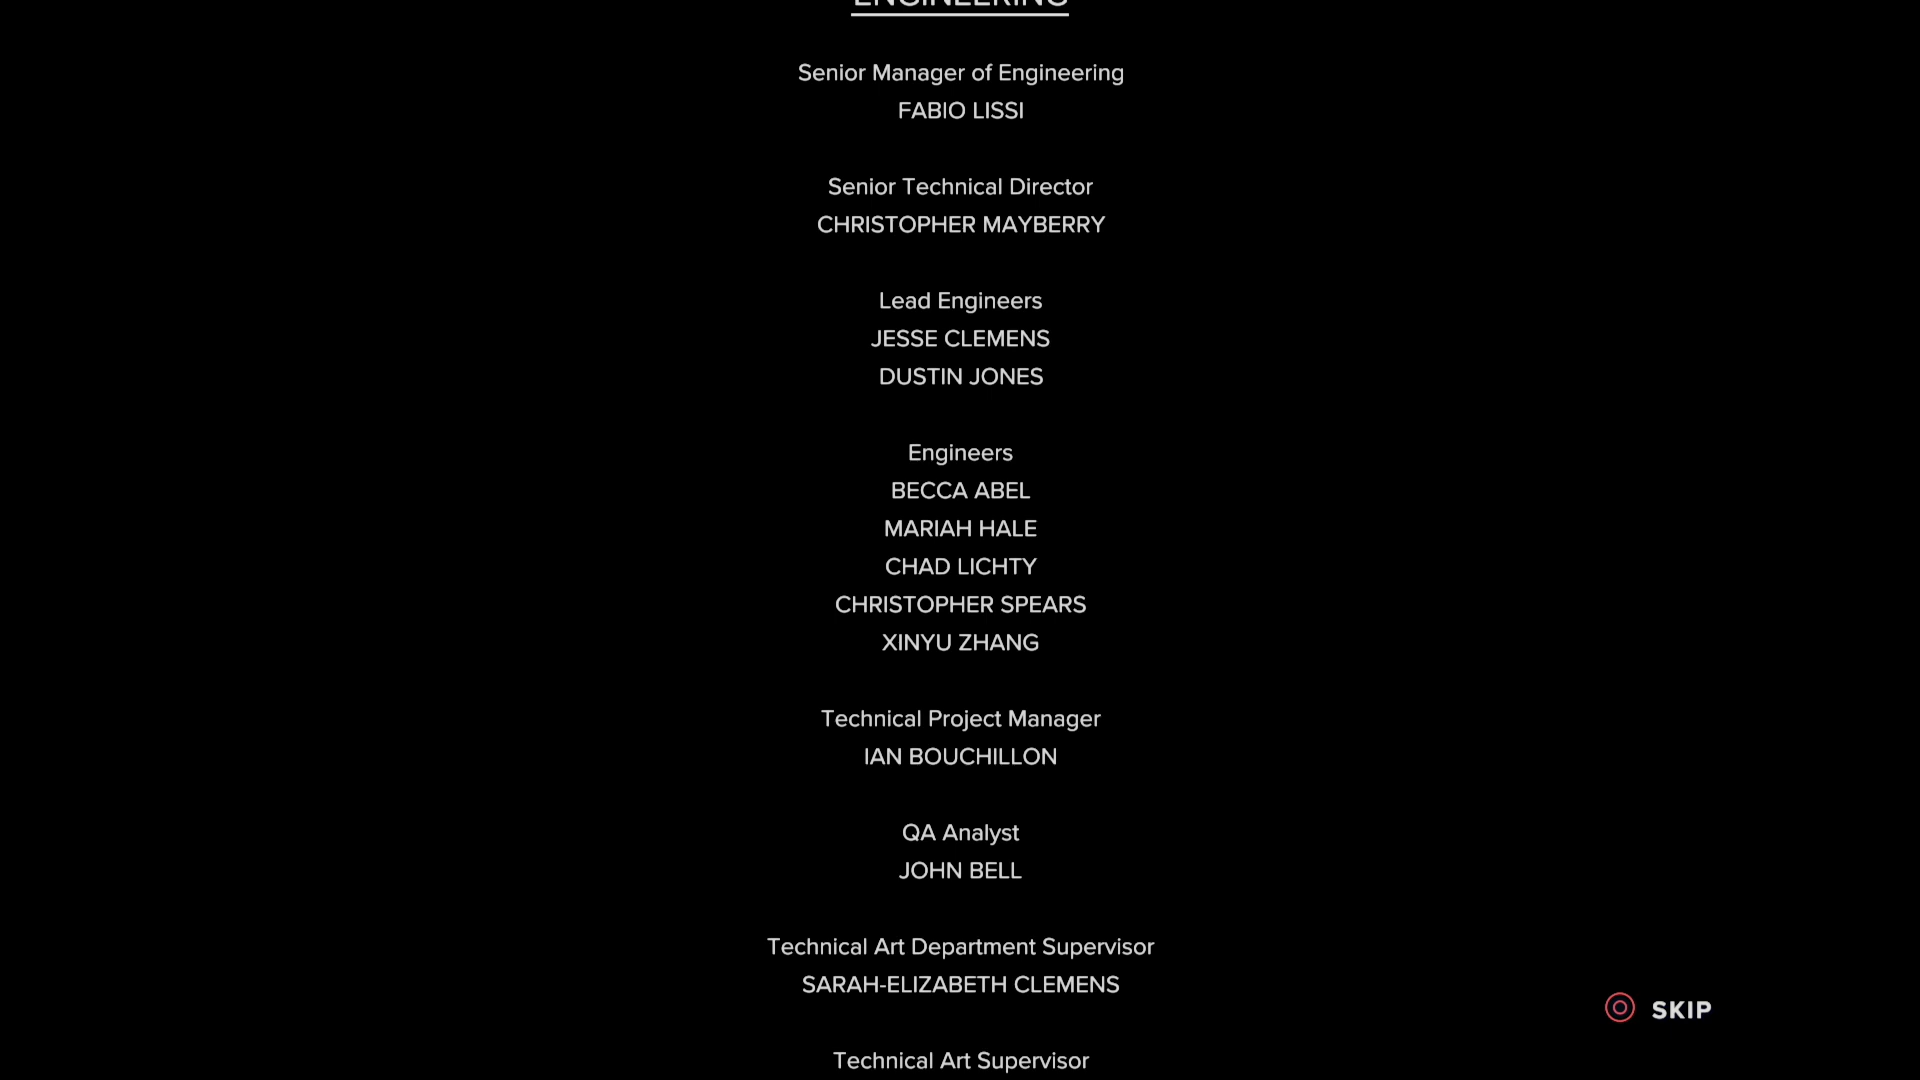 ENGINEERING
Senior Manager of Engineering
FABIO LISSI
Senior Technical Director
CHRISTOPHER MAYBERRY
Lead Engineers
JESSE CLEMENS
DUSTIN JONES
Engineers
BECCA ABEL
MARIAH HALE
CHAD LICHTY
CHRISTOPHER SPEARS
XINYU ZHANG
Technical Project Manager
IAN BOUCHILLON
QA Analyst
JOHN BELL
Technical Art Department Supervisor
SARAH-ELIZABETH CLEMENS
SKIP
Technical Art Supervisor